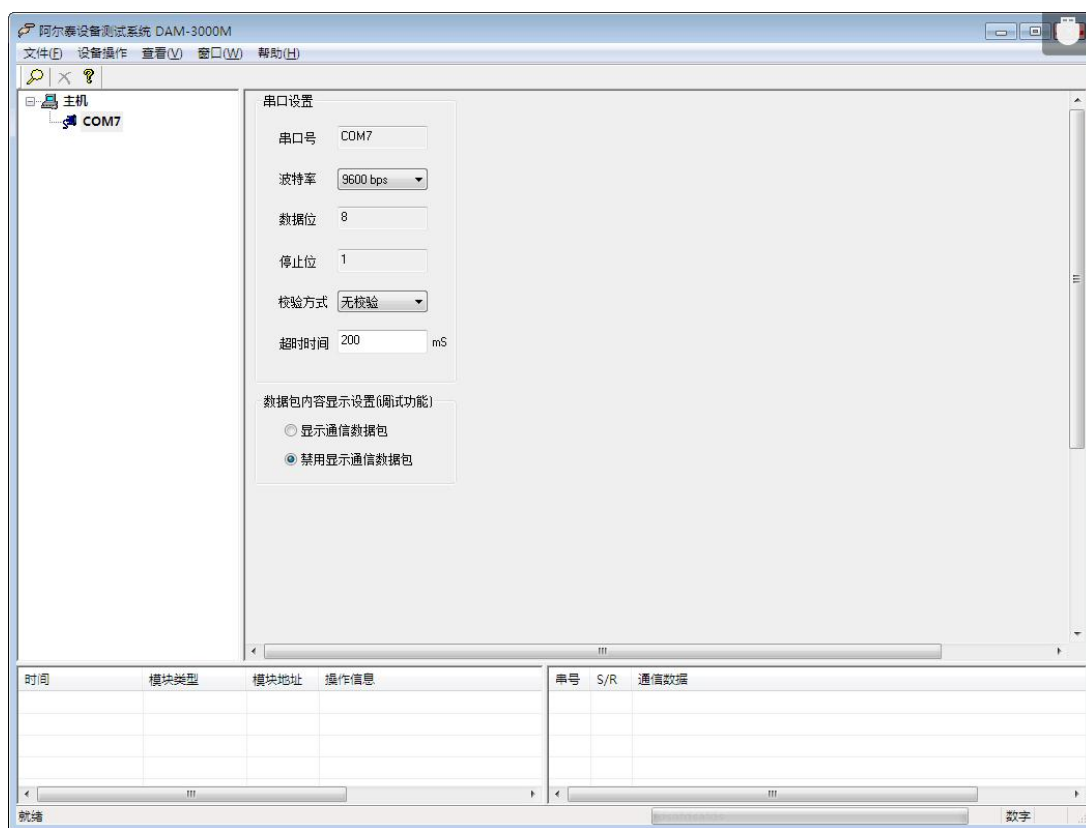 阿尔泰设备测试系统 DAM-3000M
文件(F) 设备操作 查看(V) 窗口(W) 帮助(H)
主机
COM7
串口设置
串口号 COM7
波特率 9600 bps
数据位 8
停止位 1
校验方式 无校验
超时时间 200 mS
数据包内容显示设置(调试功能)
显示通信数据包
禁用显示通信数据包
时间 模块类型 模块地址 操作信息
串号 S/R 通信数据
就绪 数字